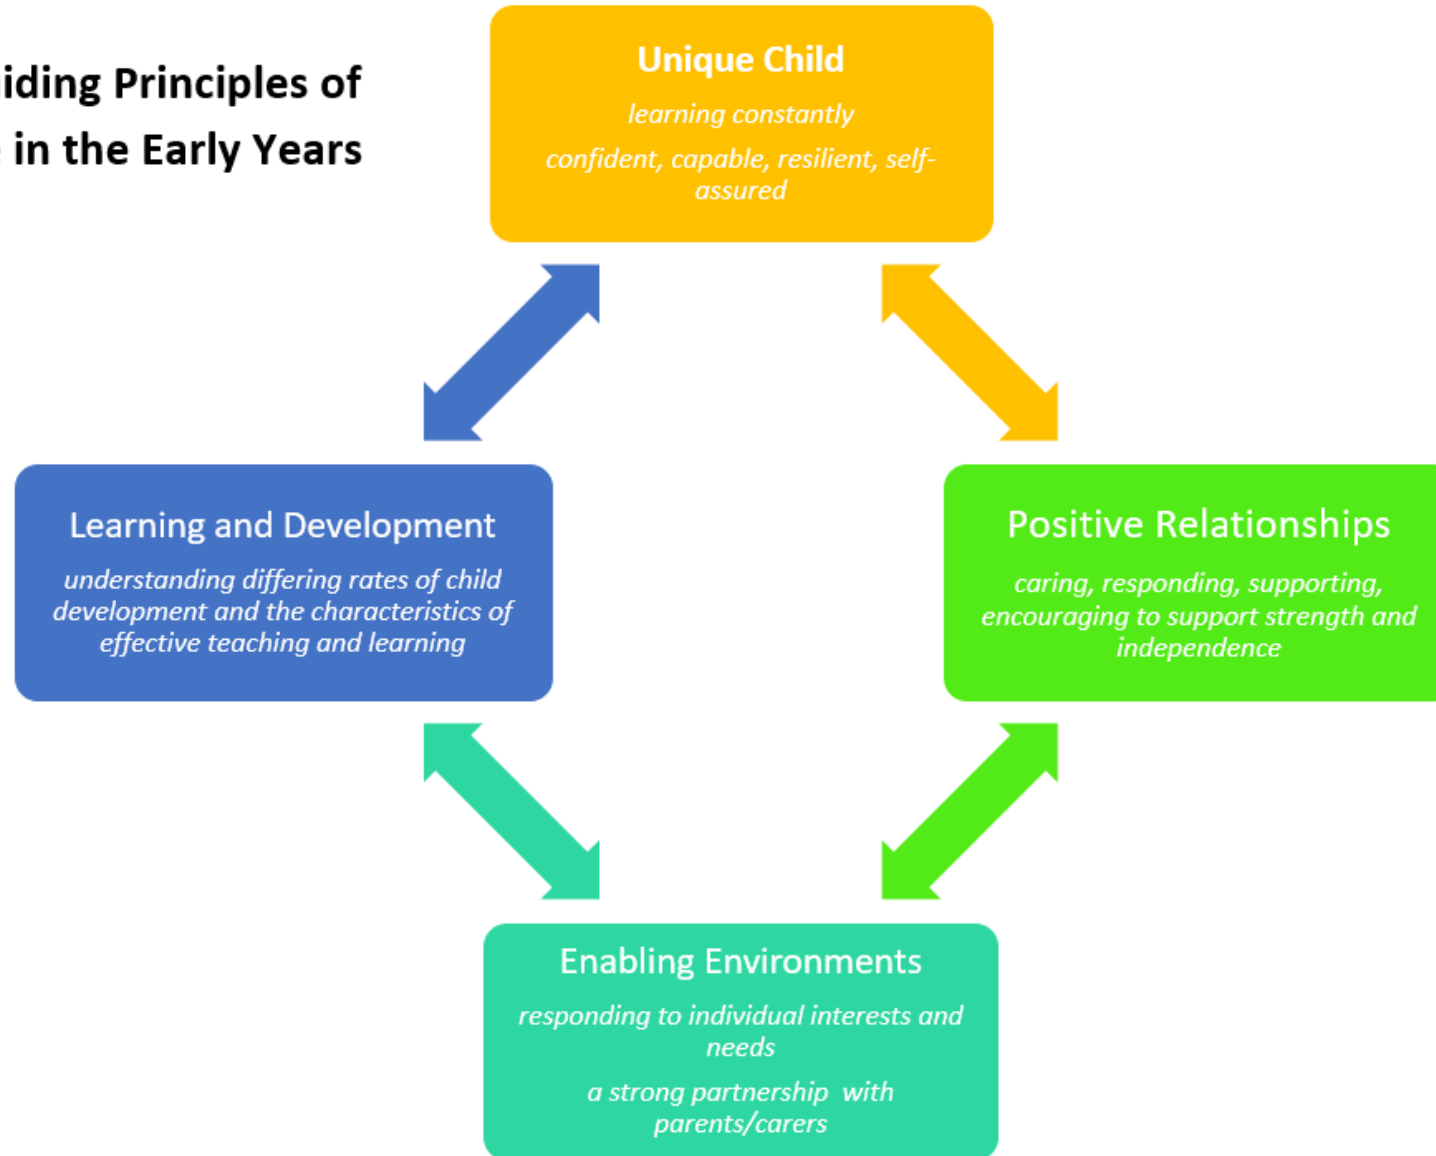 iding Principles of
in the Early Years
Unique Child
learning constantly
confident, capable, resilient, self-
assured
Learning and Development
understanding differing rates of child
development and the characteristics of
effective teaching and learning
Positive Relationships
caring, responding, supporting,
encouraging to support strength and
independence
Enabling Environments
responding to individual interests and
needs
a strong partnership with
parents/carers